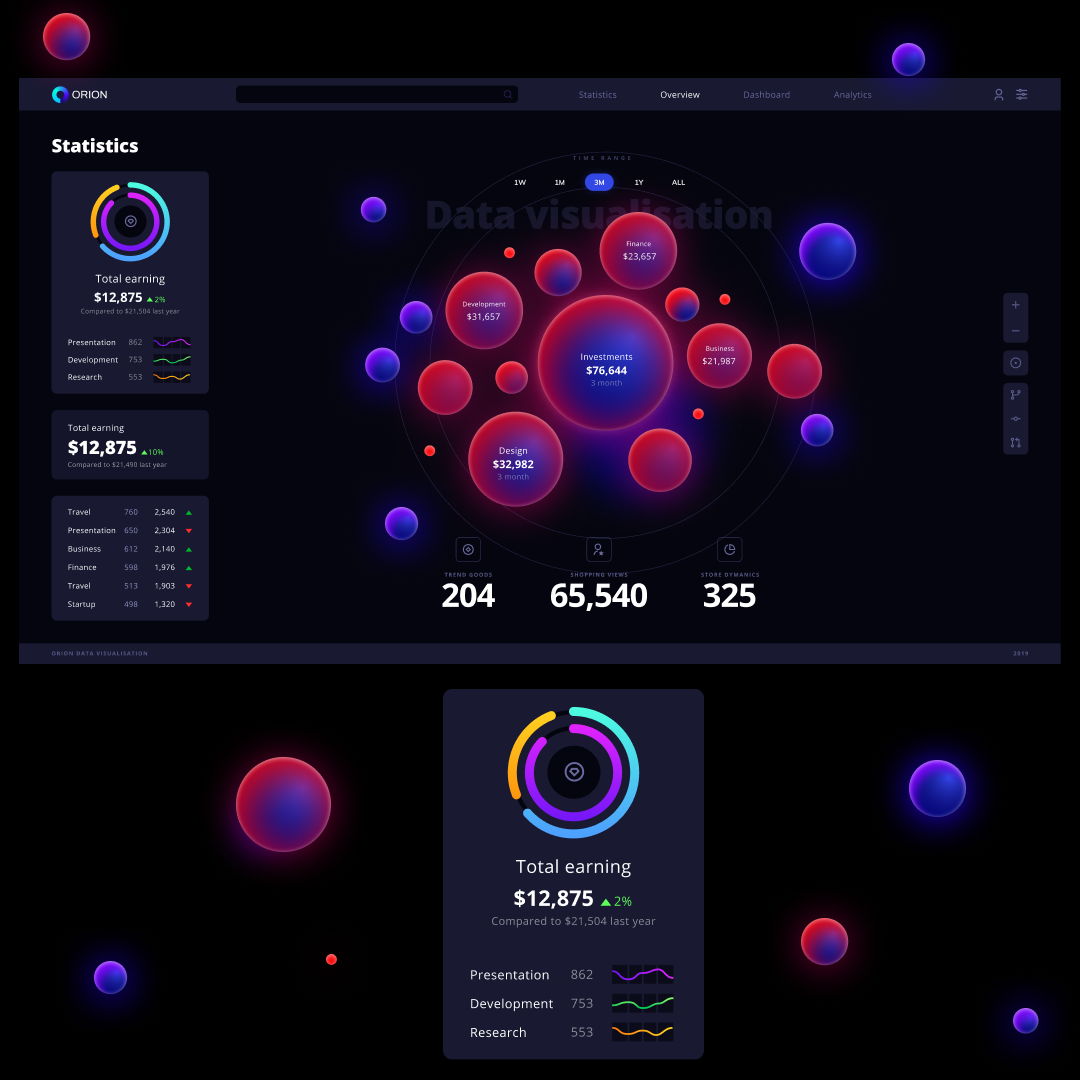 ORION
Statistics Overview Dashboard Analytics
Statistics
Total earning
$12,875 2%
Compared to $21,504 last year
Presentation 862
Development 753
Research 553
Total earning
$12,875 10%
Compared to $21,490 last year
Travel 760 2,540
Presentation 650 2,304
Business 612 2,140
Finance 598 1,976
Travel 513 1,903
Startup 498 1,320
TIME RANGE
1W 1M 3M 1Y ALL
Data visualisation
Finance
$23,657
Development
$31,657
Investments
$76,644
3 month
Business
$21,987
Design
$32,982
3 month
TREND GOODS
204
SHOPPING VIEWS
65,540
STORE DYMANICS
325
ORION DATA VISUALISATION
2019
Total earning
$12,875 2%
Compared to $21,504 last year
Presentation 862
Development 753
Research 553